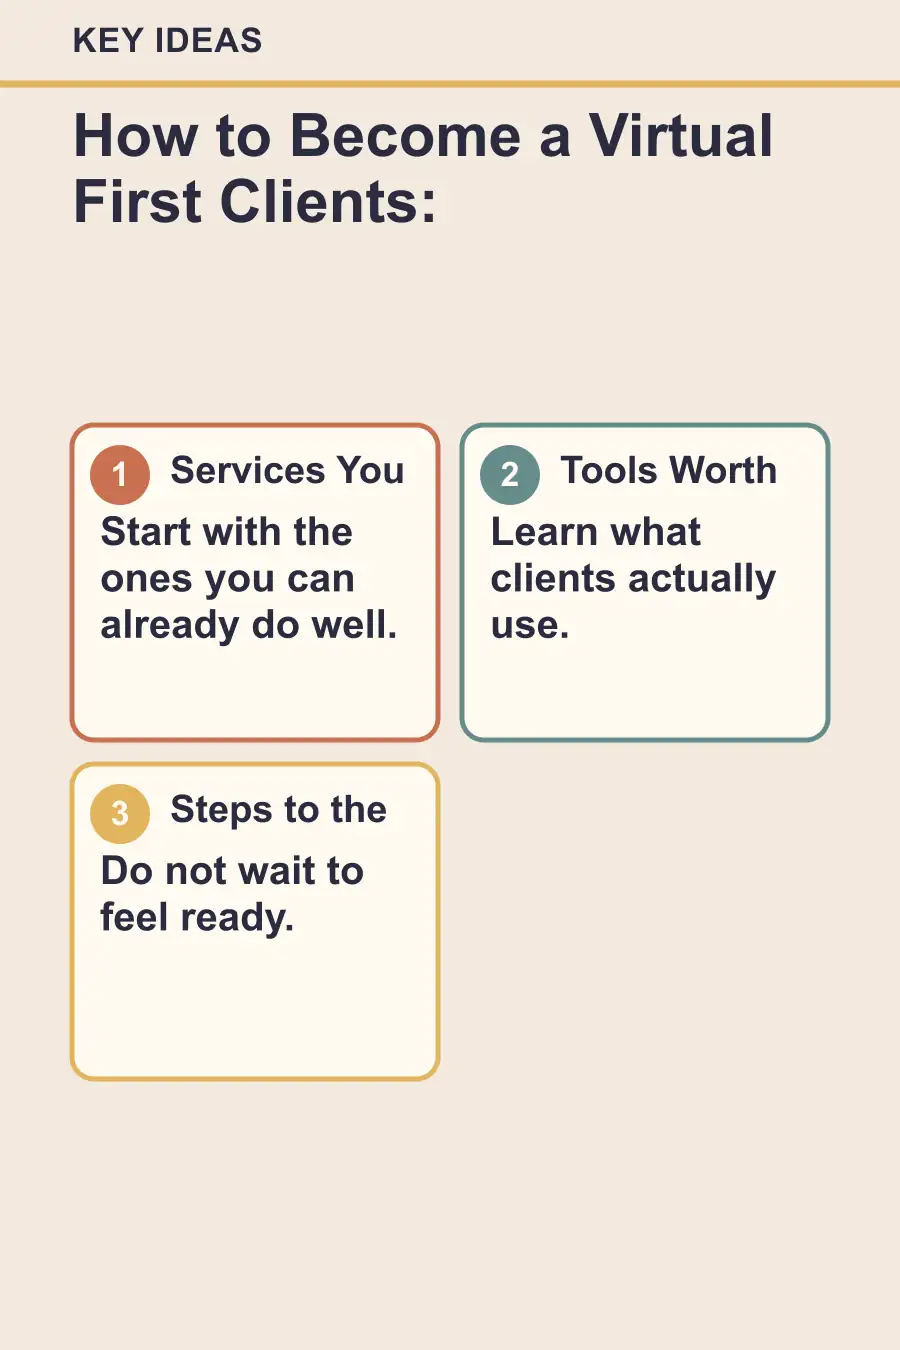 KEY IDEAS
How to Become a Virtual
First Clients:
1 Services You
Start with the
ones you can
already do well.
2 Tools Worth
Learn what
clients actually
use.
3 Steps to the
Do not wait to
feel ready.